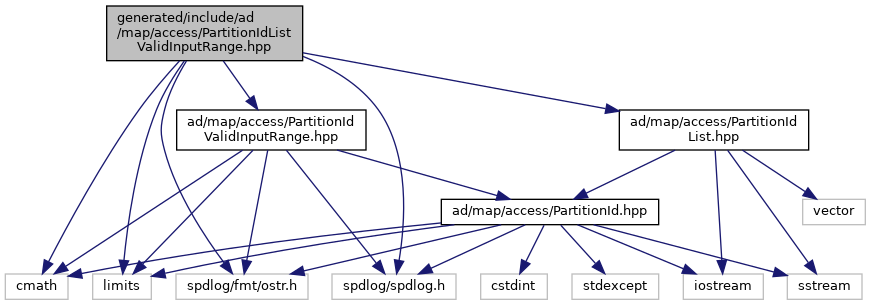 generated/include/ad
/map/access/PartitionIdList
ValidInputRange.hpp
ad/map/access/PartitionId
ValidInputRange.hpp
ad/map/access/PartitionId
List.hpp
ad/map/access/PartitionId.hpp
vector
cmath
limits
spdlog/fmt/ostr.h
spdlog/spdlog.h
cstdint
stdexcept
iostream
sstream